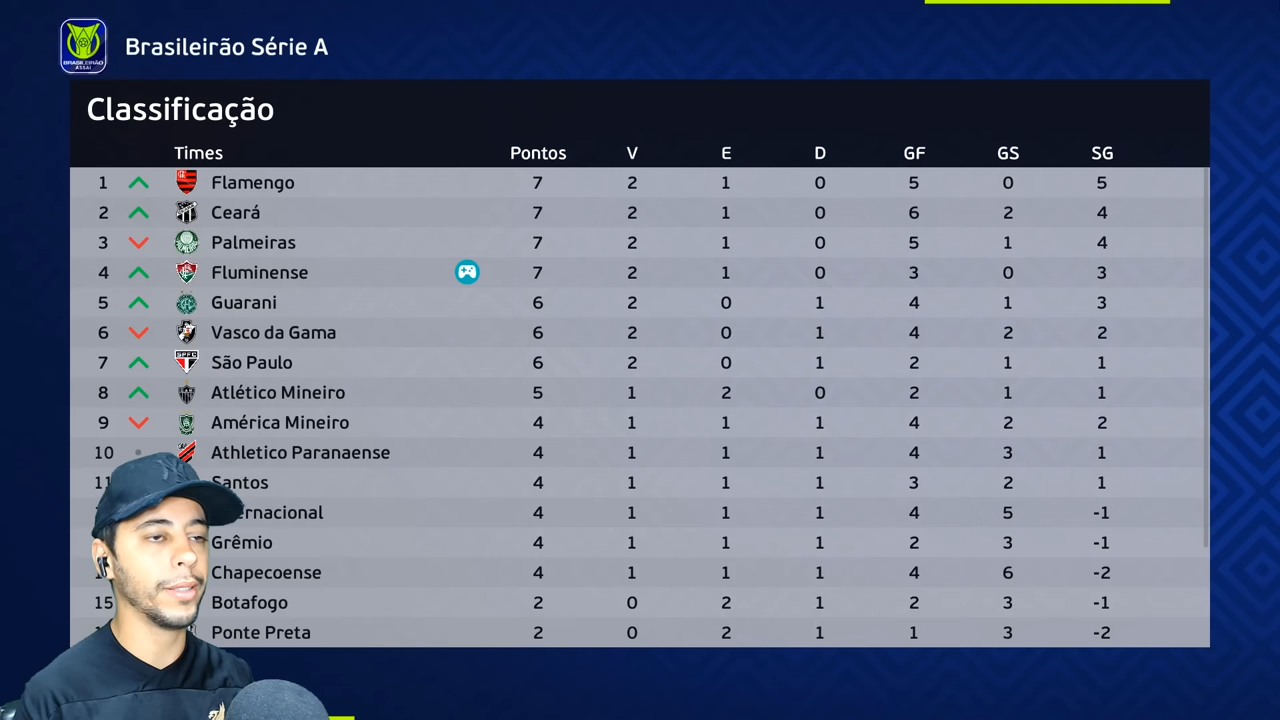 BRASILEIRÃO
ASSAÍ
Brasileirão Série A
Classificação
Times Pontos V E D GF GS SG
1 Flamengo 7 2 1 0 5 0 5
2 Ceará 7 2 1 0 6 2 4
3 Palmeiras 7 2 1 0 5 1 4
4 Fluminense 7 2 1 0 3 0 3
5 Guarani 6 2 0 1 4 1 3
6 Vasco da Gama 6 2 0 1 4 2 2
7 SPFC São Paulo 6 2 0 1 2 1 1
8 Atlético Mineiro 5 1 2 0 2 1 1
9 América Mineiro 4 1 1 1 4 2 2
10 Athletico Paranaense 4 1 1 1 4 3 1
11 Santos 4 1 1 1 3 2 1
ernacional 4 1 1 1 4 5 -1
Grêmio 4 1 1 1 2 3 -1
Chapecoense 4 1 1 1 4 6 -2
15 Botafogo 2 0 2 1 2 3 -1
Ponte Preta 2 0 2 1 1 3 -2